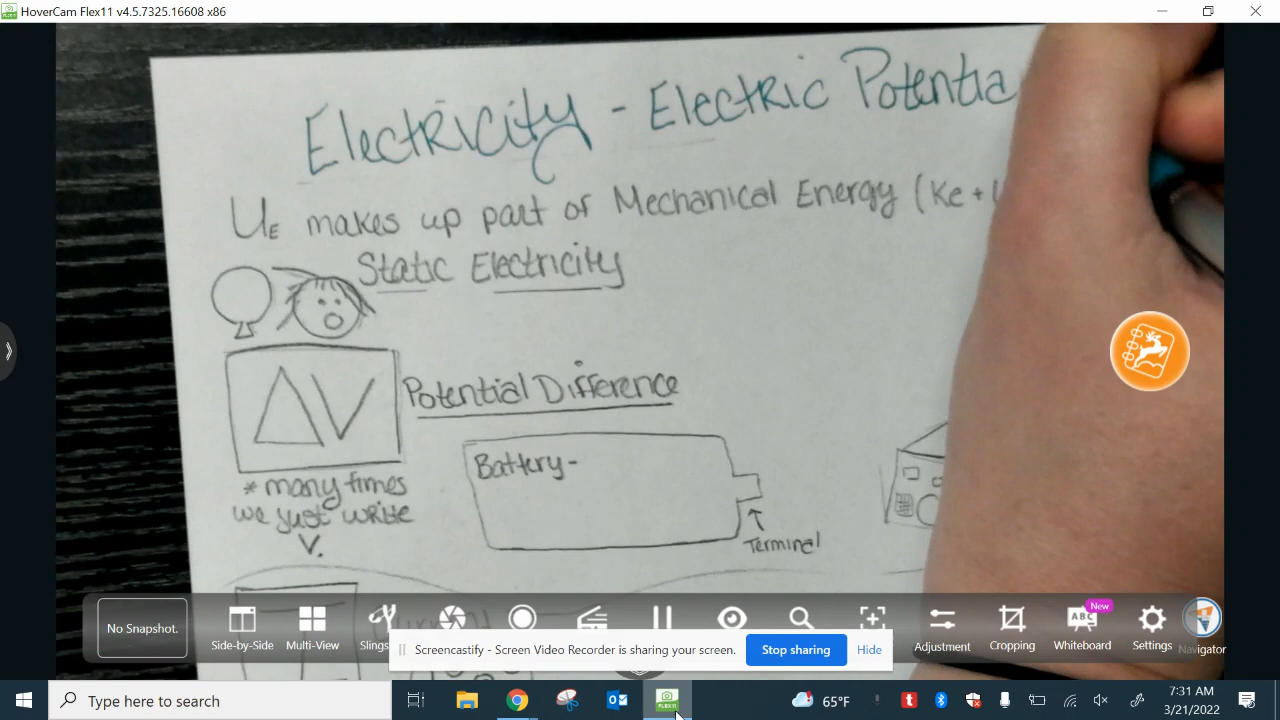 HoverCam Flex11 v4.5.7325.16608 x86
Electricity - Electric Potentia
UE makes up part of Mechanical Energy (Ke +
Static Electricity
ΔV
Potential Difference
Battery-
* many times
we just write
V.
Terminal
No Snapshot.
Side-by-Side
Multi-View
Slings
Adjustment
Cropping
New
ABC
Whiteboard
Settings
Navigator
Screencastify - Screen Video Recorder is sharing your screen.
Stop sharing
Hide
Type here to search
FLEX11
65°F
7:31 AM
3/21/2022